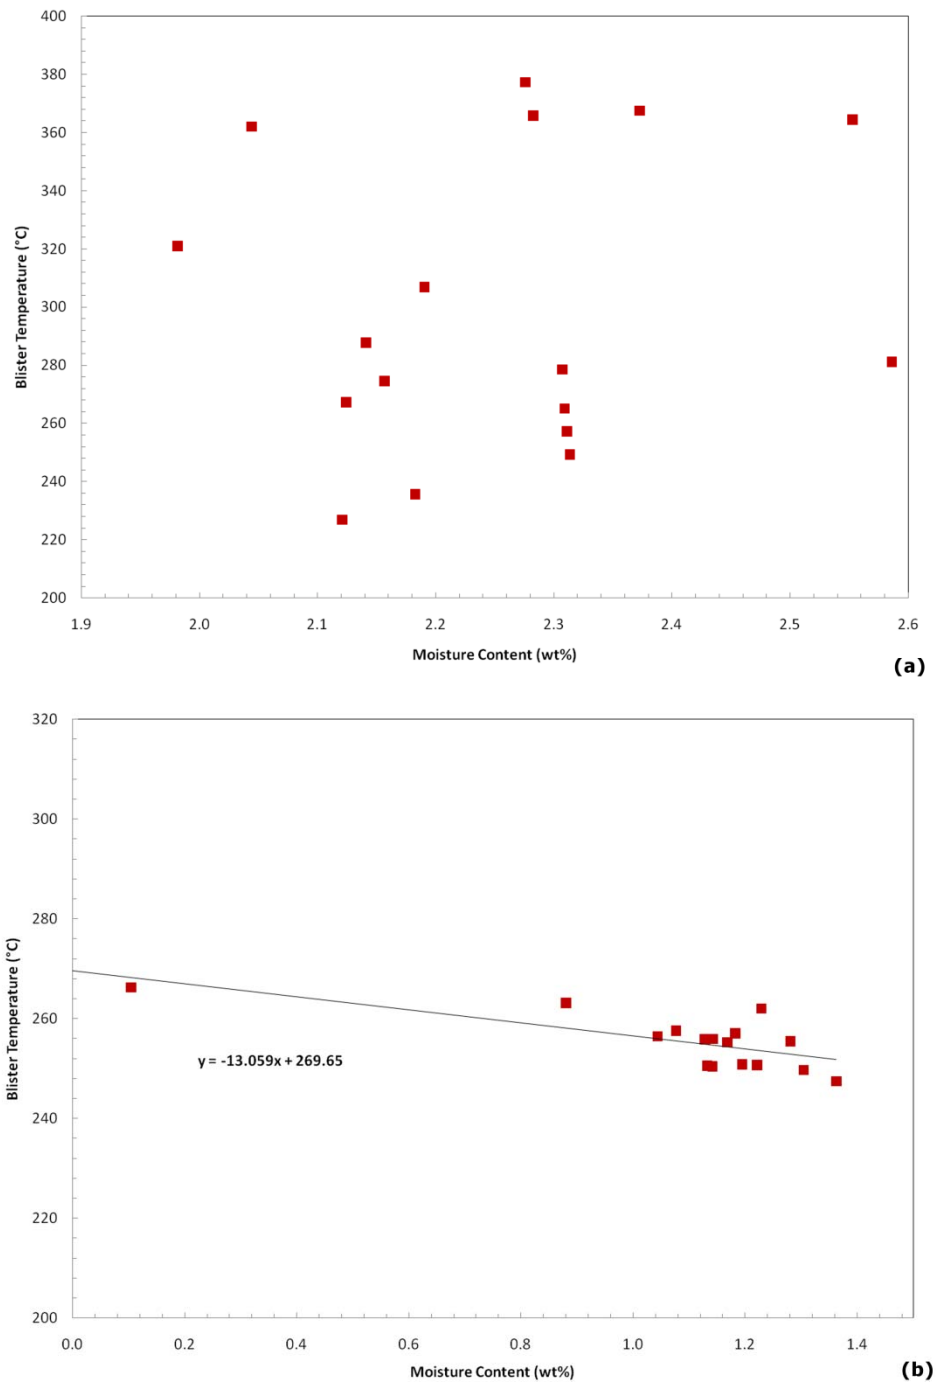 400
380
360
340
320
300
280
260
240
220
200
Blister Temperature (°C)
1.9 2.0 2.1 2.2 2.3 2.4 2.5 2.6
Moisture Content (wt%)
(a)
320
300
280
260
240
220
200
Blister Temperature (°C)
y = -13.059x + 269.65
0.0 0.2 0.4 0.6 0.8 1.0 1.2 1.4
Moisture Content (wt%)
(b)